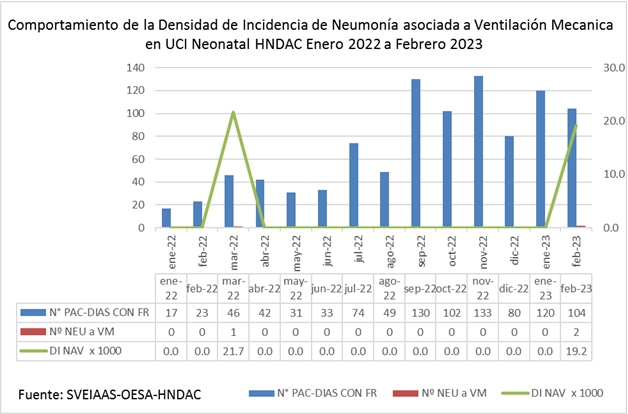 Comportamiento de la Densidad de Incidencia de Neumonía asociada a Ventilación Mecanica
en UCI Neonatal HNDAC Enero 2022 a Febrero 2023
140 30.0
120
100 20.0
80
60
40 10.0
20
0 0.0
ene-22 feb-22 mar-22 abr-22 may-22 jun-22 jul-22 ago-22 sep-22 oct-22 nov-22 dic-22 ene-23 feb-23
ene-22 feb-22 mar-22 abr-22 may-22 jun-22 jul-22 ago-22 sep-22 oct-22 nov-22 dic-22 ene-23 feb-23
N° PAC-DIAS CON FR 17 23 46 42 31 33 74 49 130 102 133 80 120 104
Nº NEU a VM 0 0 1 0 0 0 0 0 0 0 0 0 0 2
DI NAV x 1000 0.0 0.0 21.7 0.0 0.0 0.0 0.0 0.0 0.0 0.0 0.0 0.0 0.0 19.2
Fuente: SVEIAAS-OESA-HNDAC N° PAC-DIAS CON FR Nº NEU a VM DI NAV x 1000